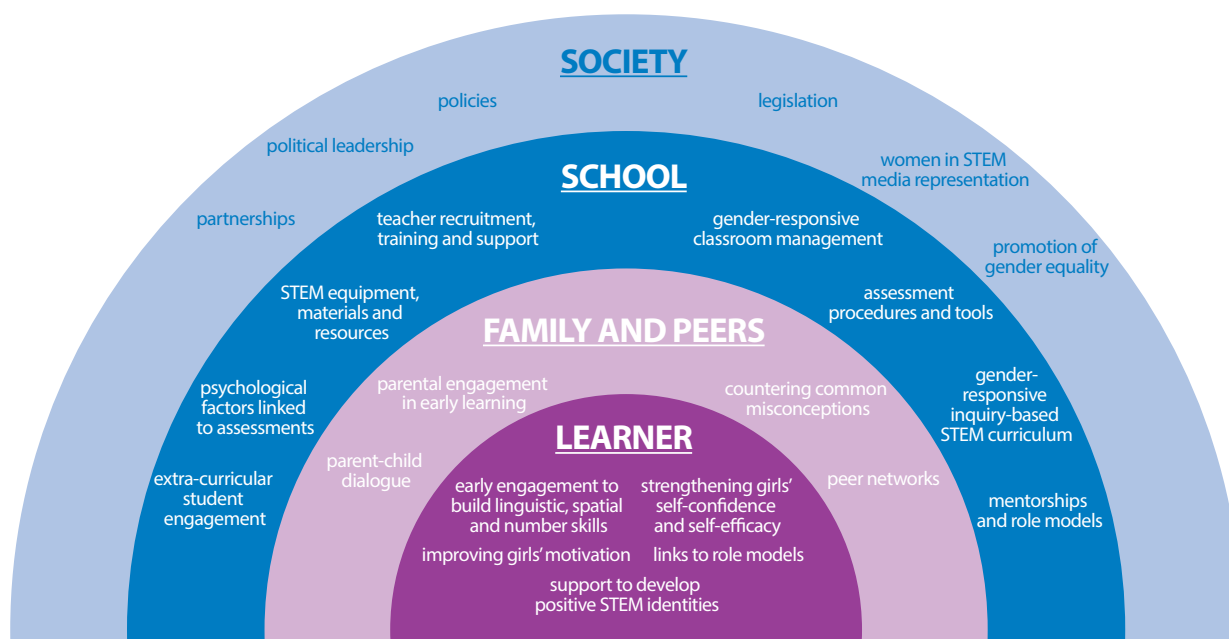 SOCIETY
policies
legislation
political leadership
women in STEM
media representation
partnerships
promotion of
gender equality
SCHOOL
teacher recruitment,
training and support
gender-responsive
classroom management
STEM equipment,
materials and
resources
assessment
procedures and tools
psychological
factors linked
to assessments
gender-
responsive
inquiry-based
STEM curriculum
extra-curricular
student
engagement
mentorships
and role models
FAMILY AND PEERS
parental engagement
in early learning
countering common
misconceptions
parent-child
dialogue
peer networks
LEARNER
early engagement to
build linguistic, spatial
and number skills
strengthening girls’
self-confidence
and self-efficacy
improving girls’ motivation
links to role models
support to develop
positive STEM identities